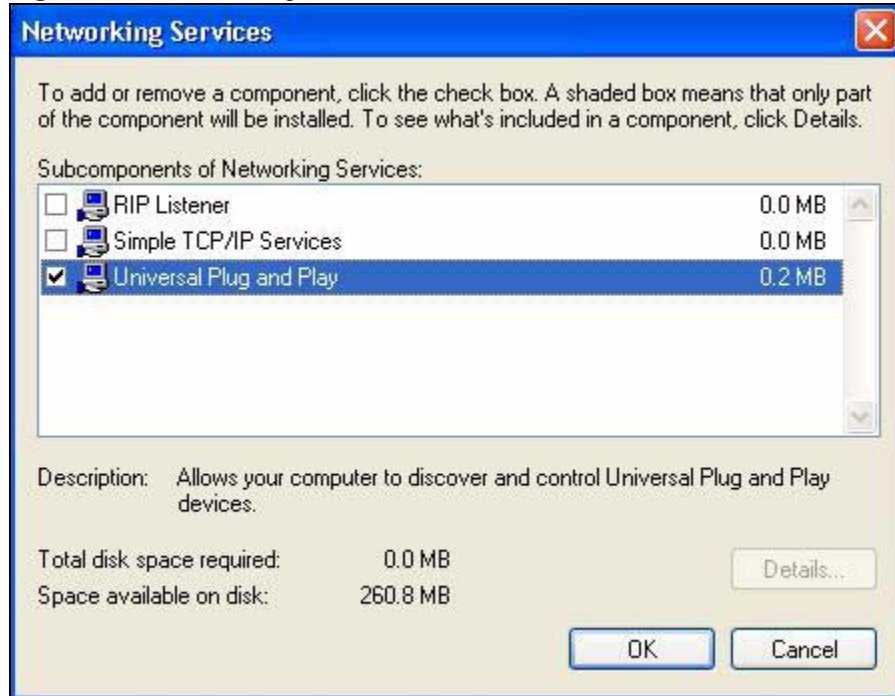 Networking Services
To add or remove a component, click the check box. A shaded box means that only part
of the component will be installed. To see what's included in a component, click Details.
Subcomponents of Networking Services:
RIP Listener 0.0 MB
Simple TCP/IP Services 0.0 MB
Universal Plug and Play 0.2 MB
Description: Allows your computer to discover and control Universal Plug and Play
devices.
Total disk space required: 0.0 MB
Details...
Space available on disk: 260.8 MB
OK Cancel